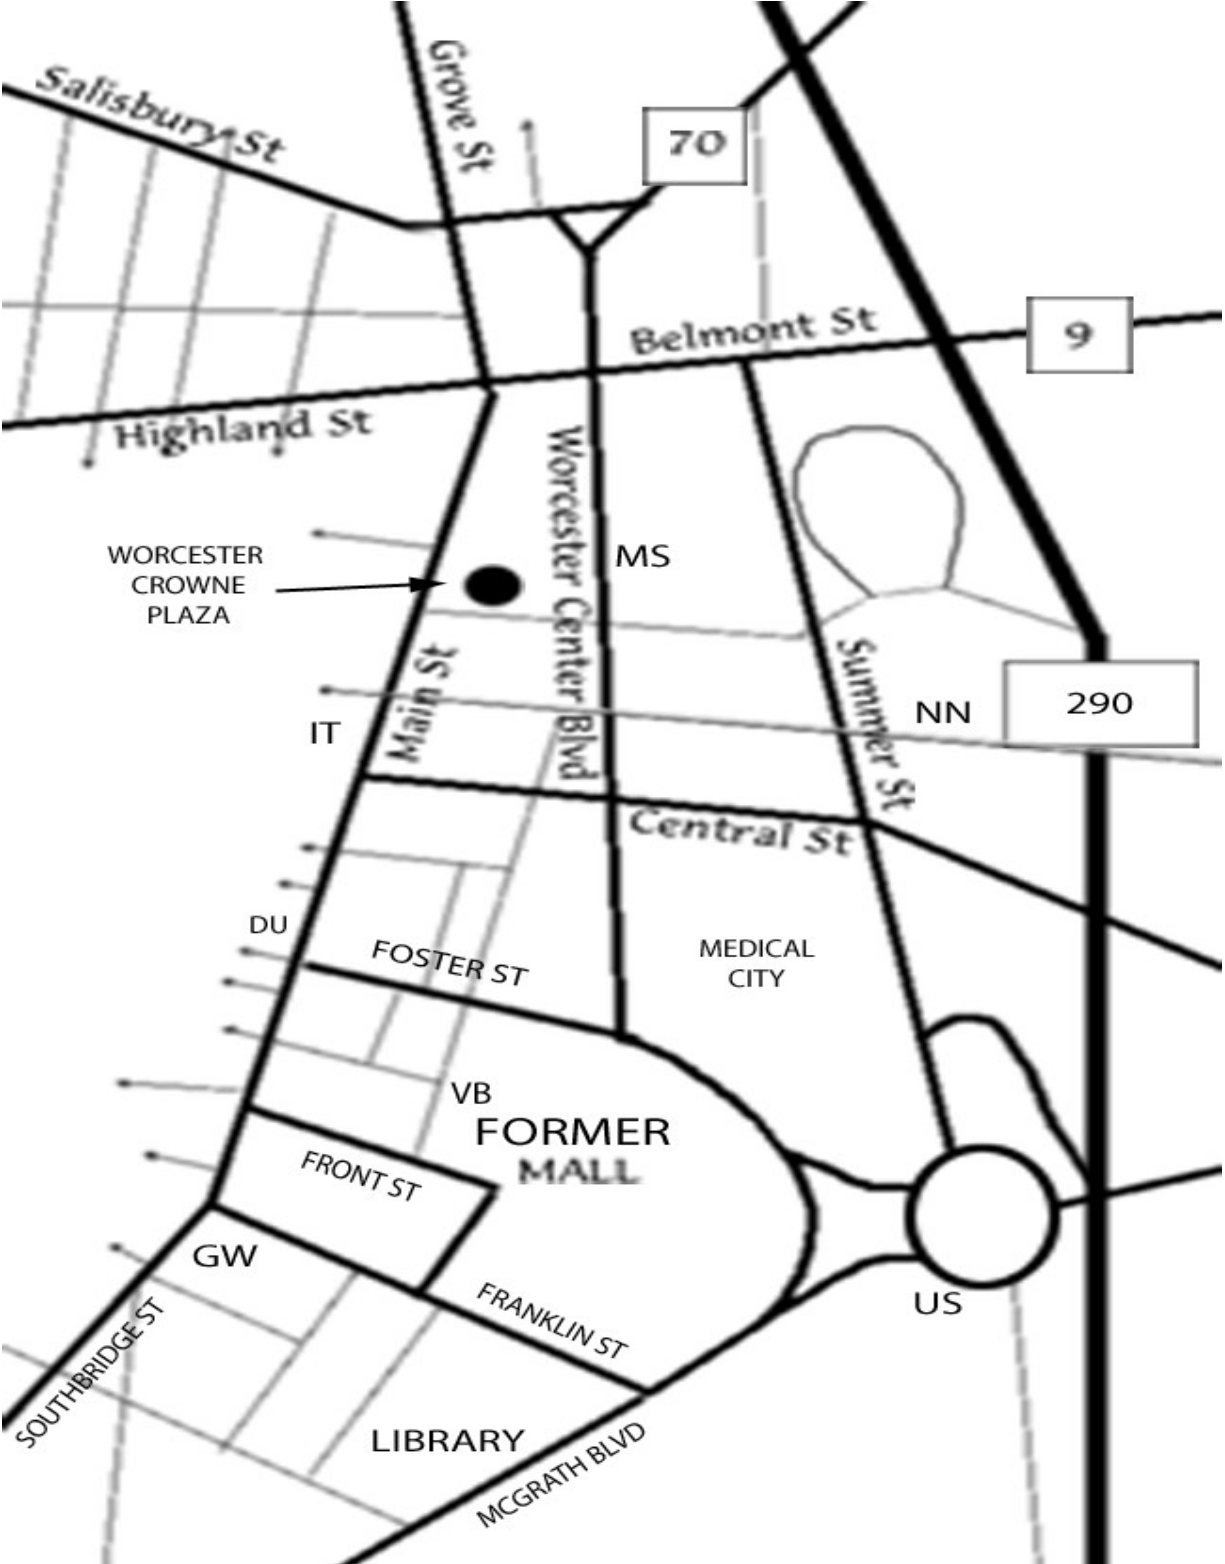 Grove St
Salisbury St
70
Belmont St
9
Highland St
Worcester Center Blvd
MS
WORCESTER
CROWNE
PLAZA
Main St
Summer St
NN
290
IT
Central St
DU
FOSTER ST
MEDICAL
CITY
VB
FORMER
MALL
FRONT ST
GW
FRANKLIN ST
US
SOUTHBRIDGE ST
LIBRARY
MCGRATH BLVD